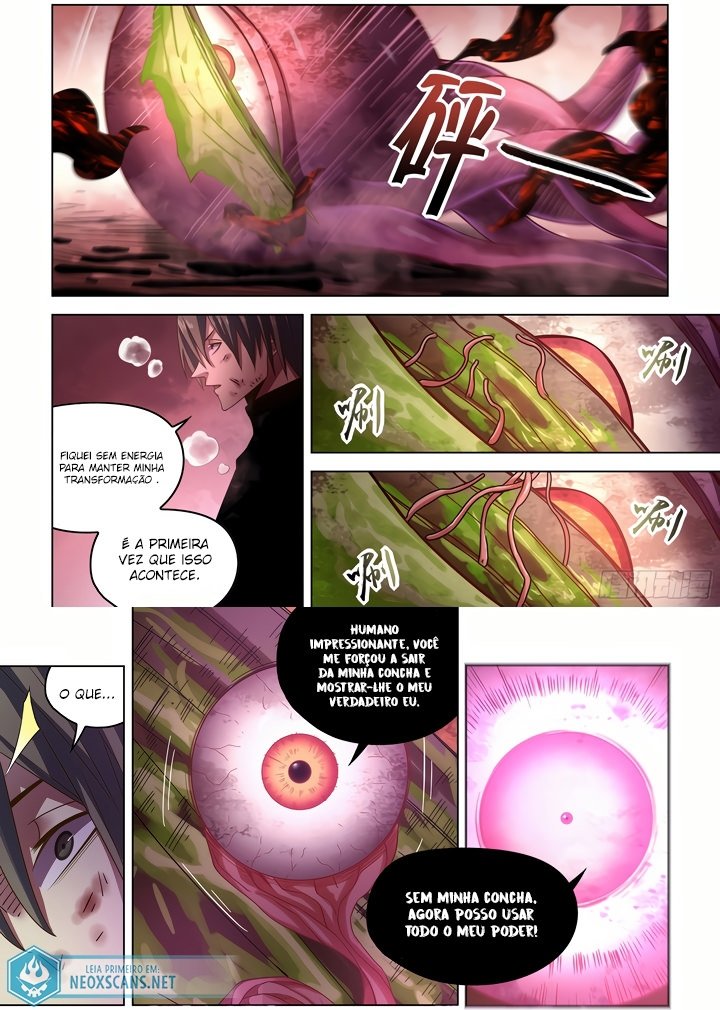 砰
唰
唰
FIQUEI SEM ENERGIA
PARA MANTER MINHA
TRANSFORMAÇÃO .
É A PRIMEIRA
VEZ QUE ISSO
ACONTECE.
唰
唰
O QUE...
HUMANO
IMPRESSIONANTE, VOCÊ
ME FORÇOU A SAIR
DA MINHA CONCHA E
MOSTRAR-LHE O MEU
VERDADEIRO EU.
SEM MINHA CONCHA,
AGORA POSSO USAR
TODO O MEU PODER!
LEIA PRIMEIRO EM:
NEOXSCANS.NET